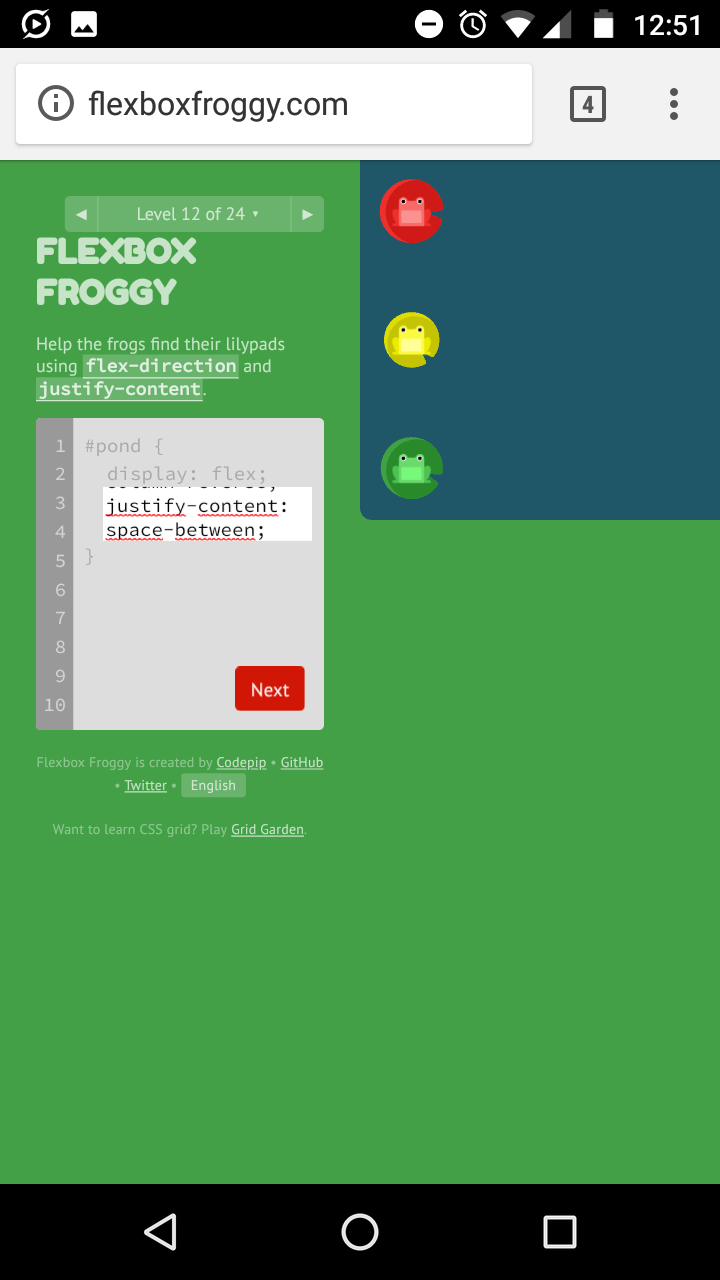 12:51
flexboxfroggy.com
4
◀ Level 12 of 24 ▾ ▶
FLEXBOX
FROGGY
Help the frogs find their lilypads
using flex-direction and
justify-content.
1 #pond {
2 display: flex;
3 justify-content:
4 space-between;
5 }
6
7
8
9
10
Next
Flexbox Froggy is created by Codepip • GitHub
• Twitter • English
Want to learn CSS grid? Play Grid Garden.